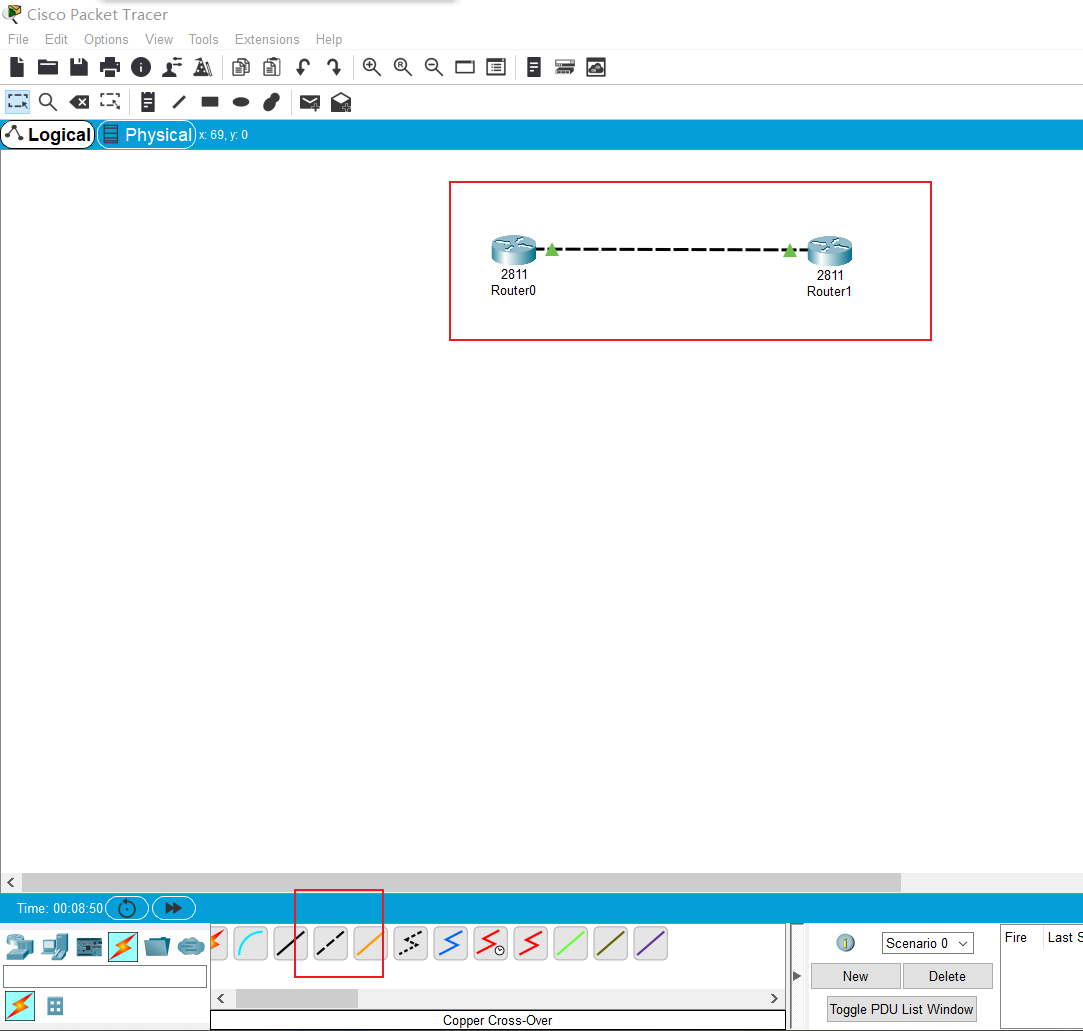 Cisco Packet Tracer
File Edit Options View Tools Extensions Help
Logical Physical x: 69, y: 0
2811
Router0
2811
Router1
Time: 00:08:50
Scenario 0
Fire Last S
New Delete
Toggle PDU List Window
Copper Cross-Over